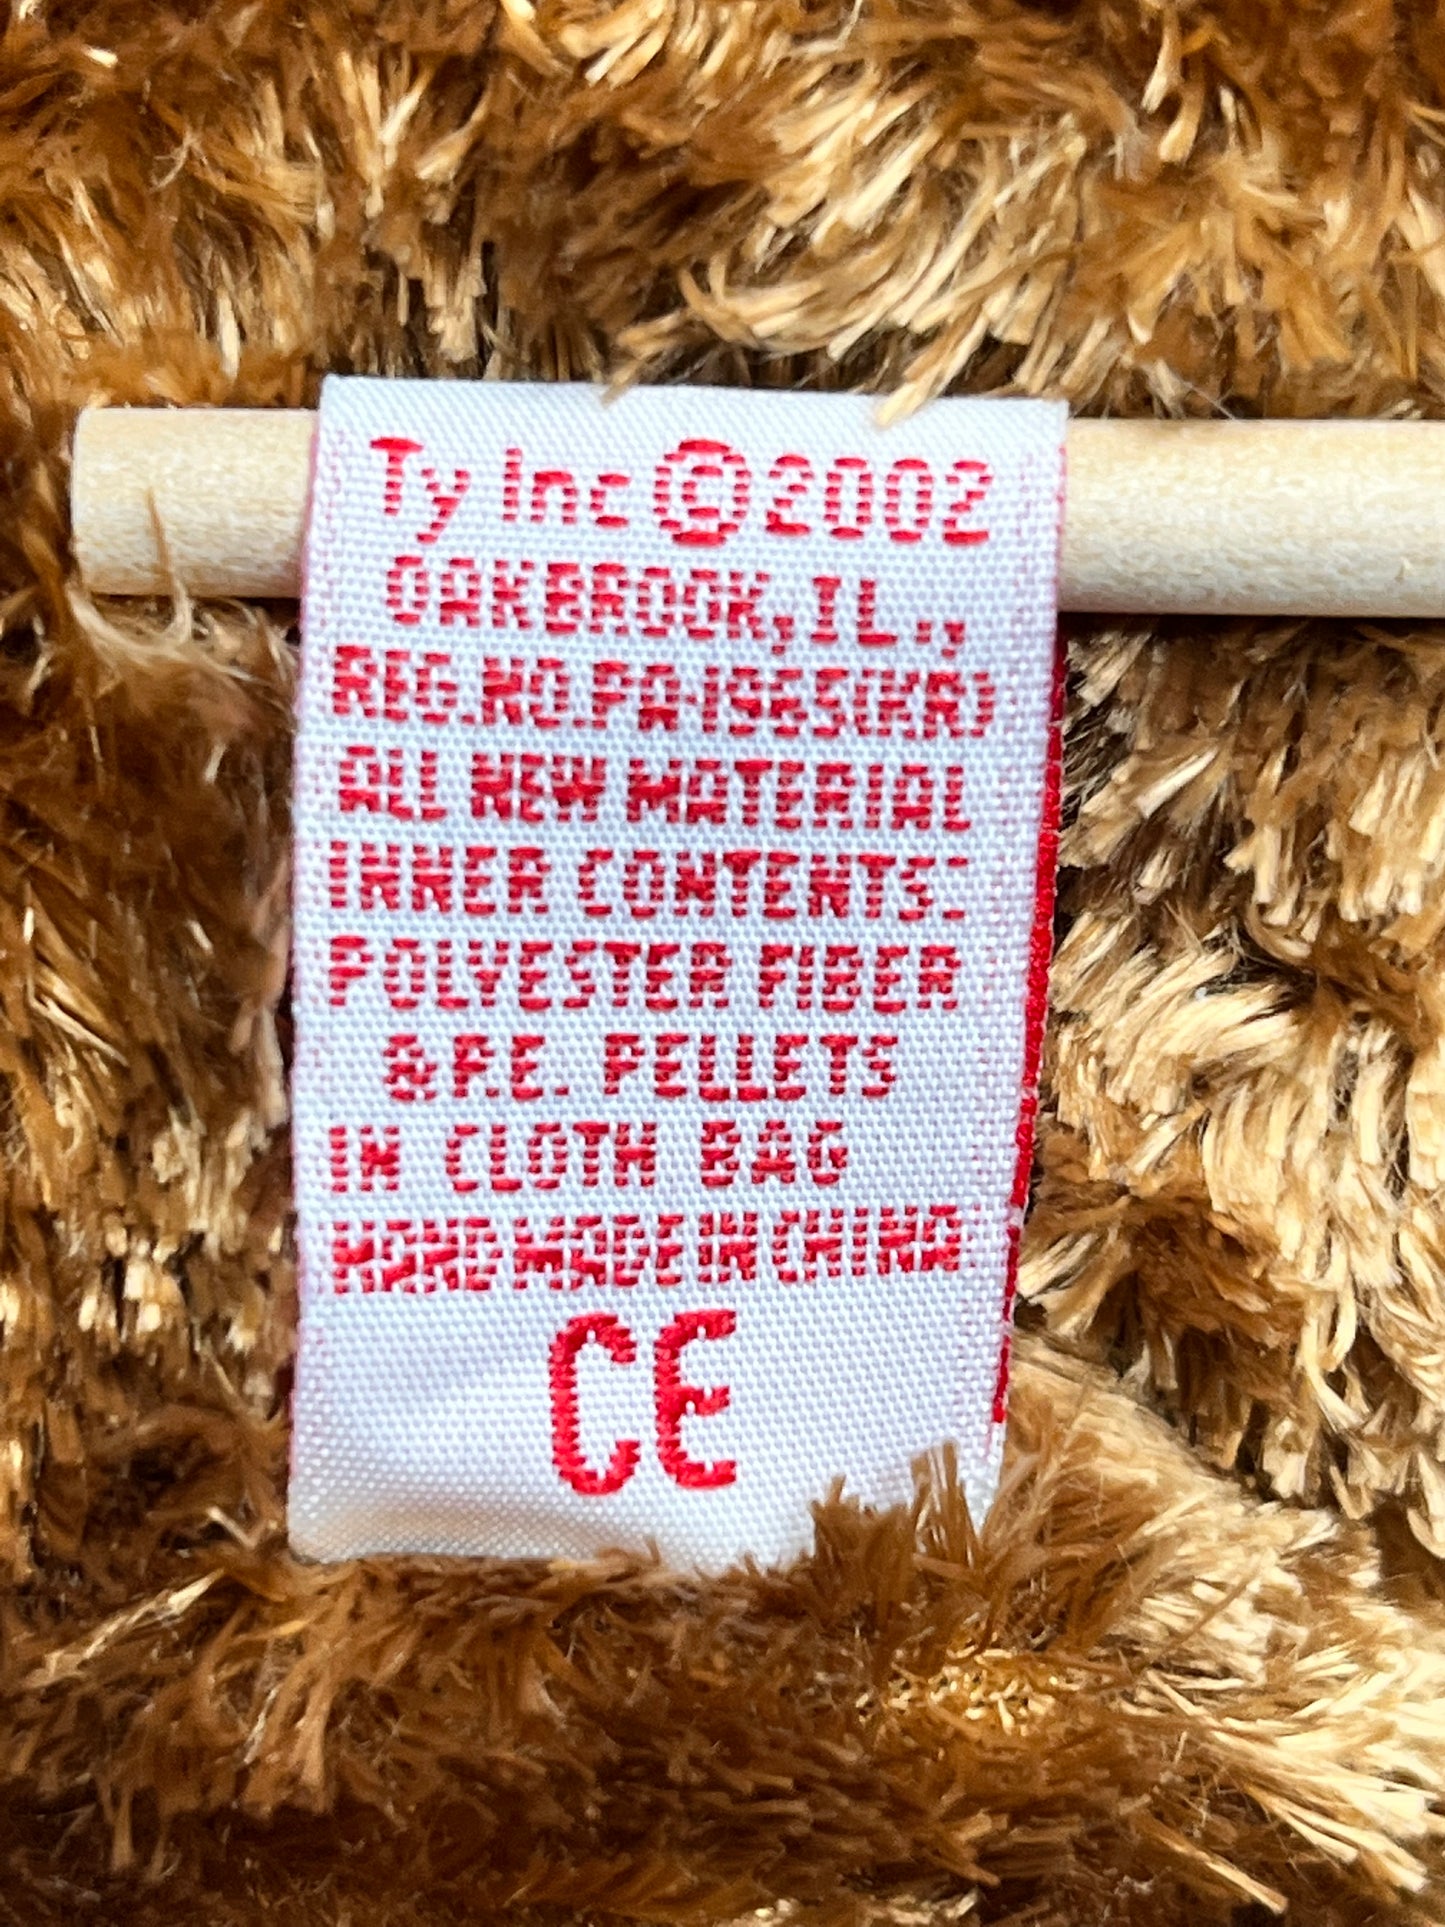 Ty Inc ©2002
OAKBROOK, IL.,
REG.NO.PA-1965(KR)
ALL NEW MATERIAL
INNER CONTENTS:
POLYESTER FIBER
& P.E. PELLETS
IN CLOTH BAG
HAND MADE IN CHINA
CE